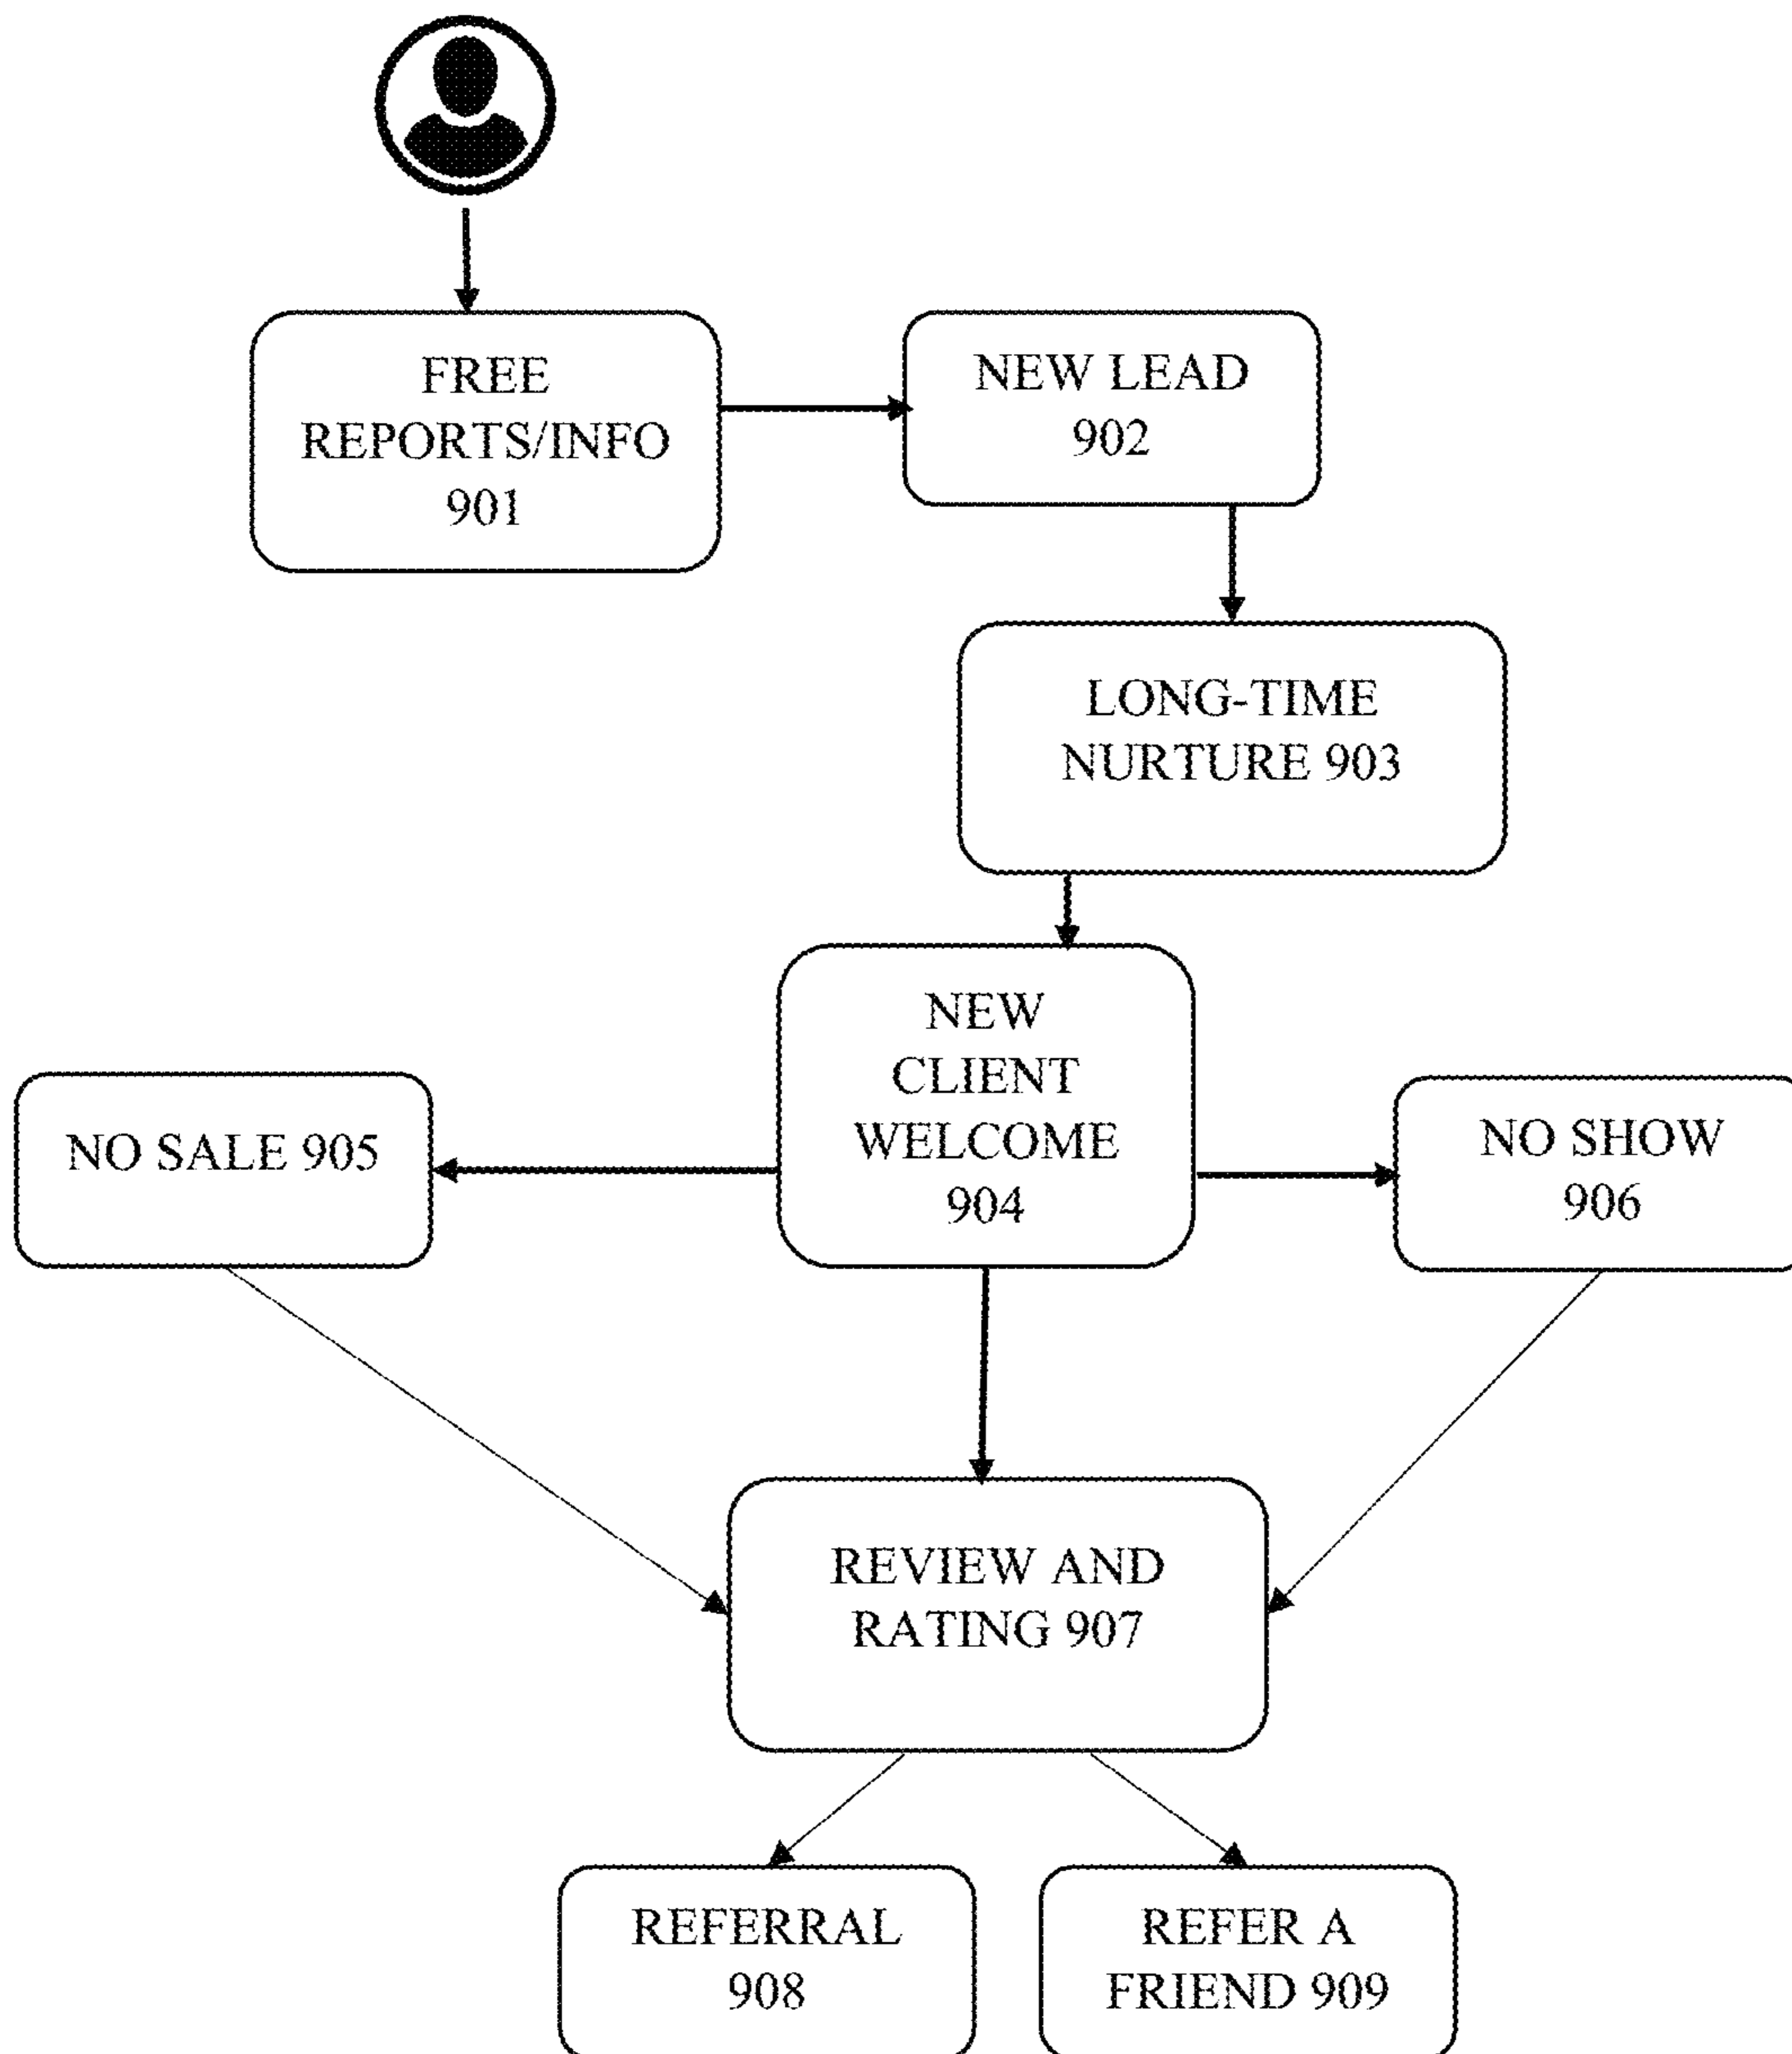 FREE
REPORTS/INFO
901
NEW LEAD
902
LONG-TIME
NURTURE 903
NEW
CLIENT
WELCOME
904
NO SALE 905
NO SHOW
906
REVIEW AND
RATING 907
REFERRAL
908
REFER A
FRIEND 909